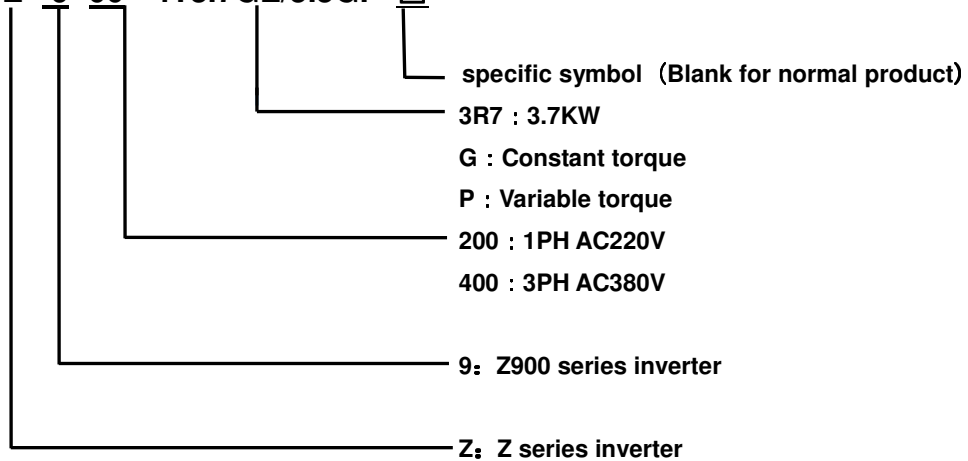 specific symbol（Blank for normal product）
3R7：3.7KW
G：Constant torque
P：Variable torque
200：1PH AC220V
400：3PH AC380V
9：Z900 series inverter
Z：Z series inverter